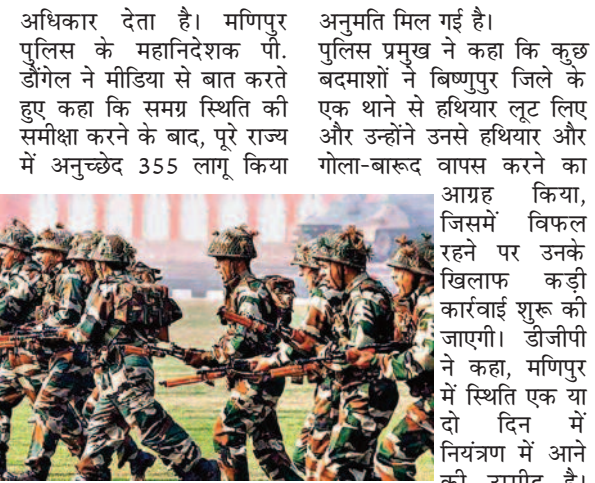 अधिकार देता है। मणिपुर
पुलिस के महानिदेशक पी.
डौंगेल ने मीडिया से बात करते
हुए कहा कि समग्र स्थिति की
समीक्षा करने के बाद, पूरे राज्य
में अनुच्छेद 355 लागू किया
अनुमति मिल गई है।
पुलिस प्रमुख ने कहा कि कुछ
बदमाशों ने बिष्णुपुर जिले के
एक थाने से हथियार लूट लिए
और उन्होंने उनसे हथियार और
गोला-बारूद वापस करने का
आग्रह किया,
जिसमें विफल
रहने पर उनके
खिलाफ कड़ी
कार्रवाई शुरू की
जाएगी। डीजीपी
ने कहा, मणिपुर
में स्थिति एक या
दो दिन में
नियंत्रण में आने
की उम्मीद है।